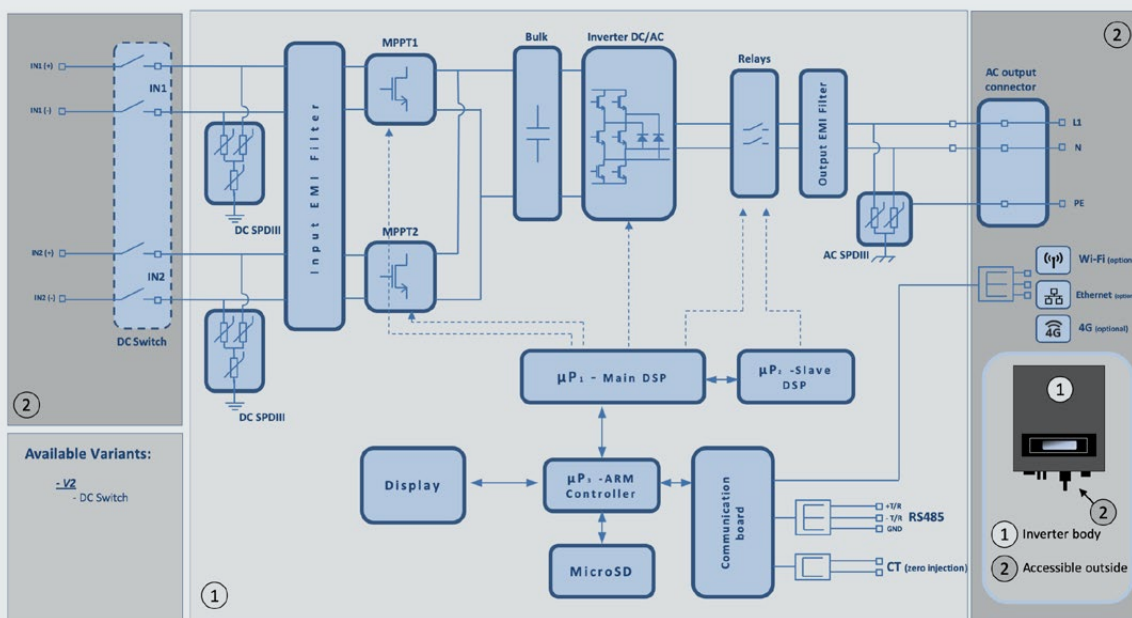 IN1 (+)
IN1 (-)
IN2 (+)
IN2 (-)
IN1
IN2
DC Switch
2
Available Variants:
- V2
- DC Switch
DC SPDIII
DC SPDIII
Input EMI Filter
MPPT1
MPPT2
Bulk
Inverter DC/AC
Relays
Output EMI Filter
AC SPDIII
µP1 - Main DSP
µP2 -Slave
DSP
Display
µP3 -ARM
Controller
MicroSD
Communication
board
+T/R
- T/R
GND
RS485
CT (zero injection)
1
2
AC output
connector
L1
N
PE
Wi-Fi
Ethernet
4G
4G (optional)
1
2
1 Inverter body
2 Accessible outside